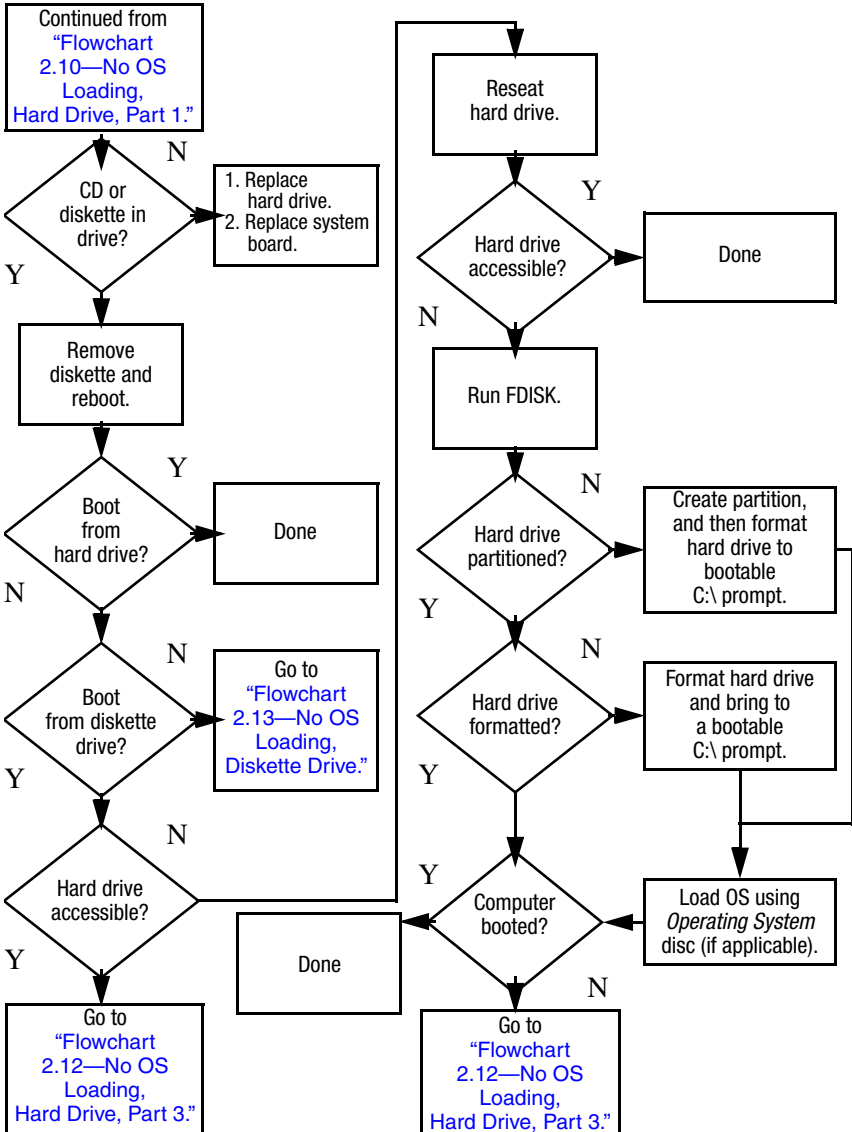 Continued from
“Flowchart
2.10—No OS
Loading,
Hard Drive, Part 1.”
N
CD or
diskette in
drive?
1. Replace
hard drive.
2. Replace system
board.
Y
Remove
diskette and
reboot.
Y
Boot
from
hard drive?
Done
N
N
Boot
from diskette
drive?
Go to
“Flowchart
2.13—No OS
Loading,
Diskette Drive.”
Y
N
Hard drive
accessible?
Y
Go to
“Flowchart
2.12—No OS
Loading,
Hard Drive, Part 3.”
Reseat
hard drive.
Y
Hard drive
accessible?
Done
N
Run FDISK.
N
Hard drive
partitioned?
Create partition,
and then format
hard drive to
bootable
C:\ prompt.
Y
N
Hard drive
formatted?
Format hard drive
and bring to
a bootable
C:\ prompt.
Y
Y
Computer
booted?
Load OS using
Operating System
disc (if applicable).
Done
N
Go to
“Flowchart
2.12—No OS
Loading,
Hard Drive, Part 3.”